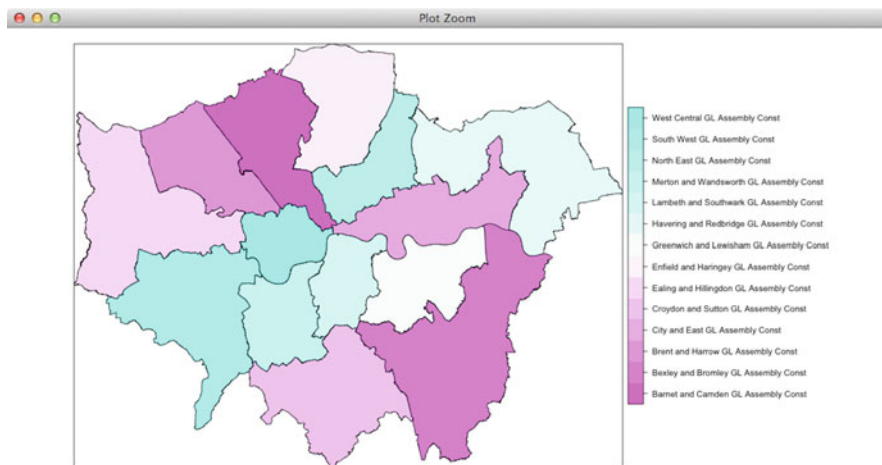 Plot Zoom
West Central GL Assembly Const
South West GL Assembly Const
North East GL Assembly Const
Merton and Wandsworth GL Assembly Const
Lambeth and Southwark GL Assembly Const
Havering and Redbridge GL Assembly Const
Greenwich and Lewisham GL Assembly Const
Enfield and Haringey GL Assembly Const
Ealing and Hillingdon GL Assembly Const
Croydon and Sutton GL Assembly Const
City and East GL Assembly Const
Brent and Harrow GL Assembly Const
Bexley and Bromley GL Assembly Const
Barnet and Camden GL Assembly Const